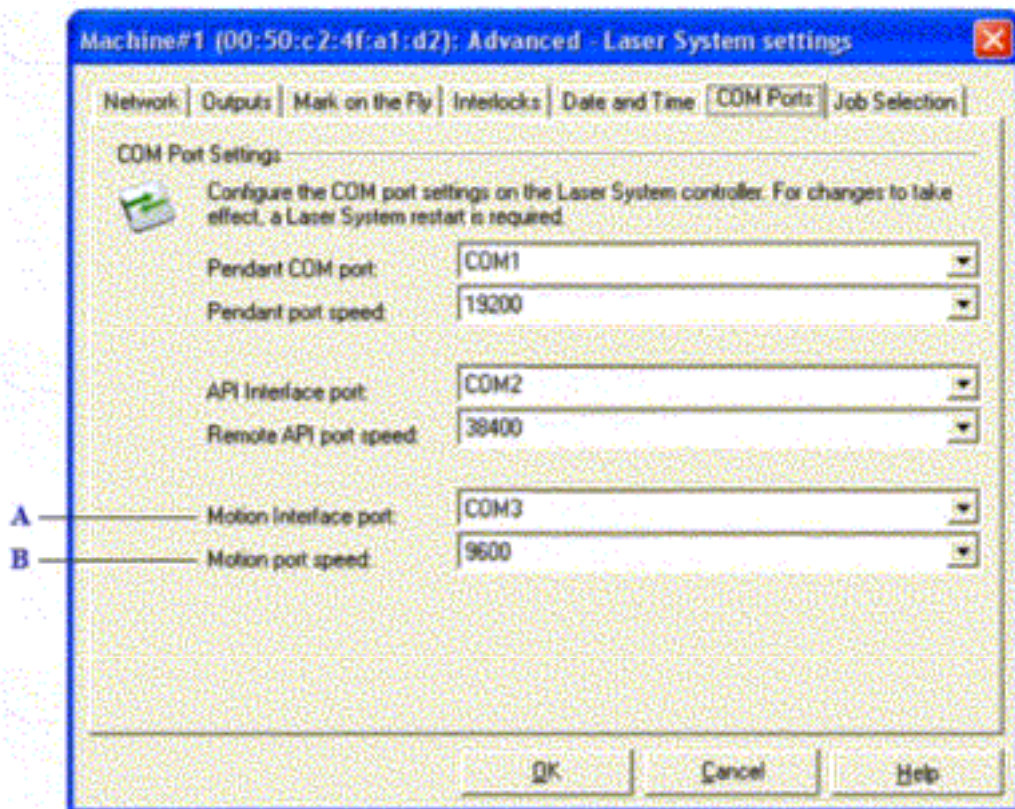 Machine#1 (00:50:c2:4f:a1:d2): Advanced - Laser System settings
Network Outputs Mark on the Fly Interlocks Date and Time COM Ports Job Selection
COM Port Settings
Configure the COM port settings on the Laser System controller. For changes to take
effect, a Laser System restart is required.
Pendant COM port: COM1
Pendant port speed: 19200
API Interface port: COM2
Remote API port speed: 38400
A Motion Interface port: COM3
B Motion port speed: 9600
OK Cancel Help